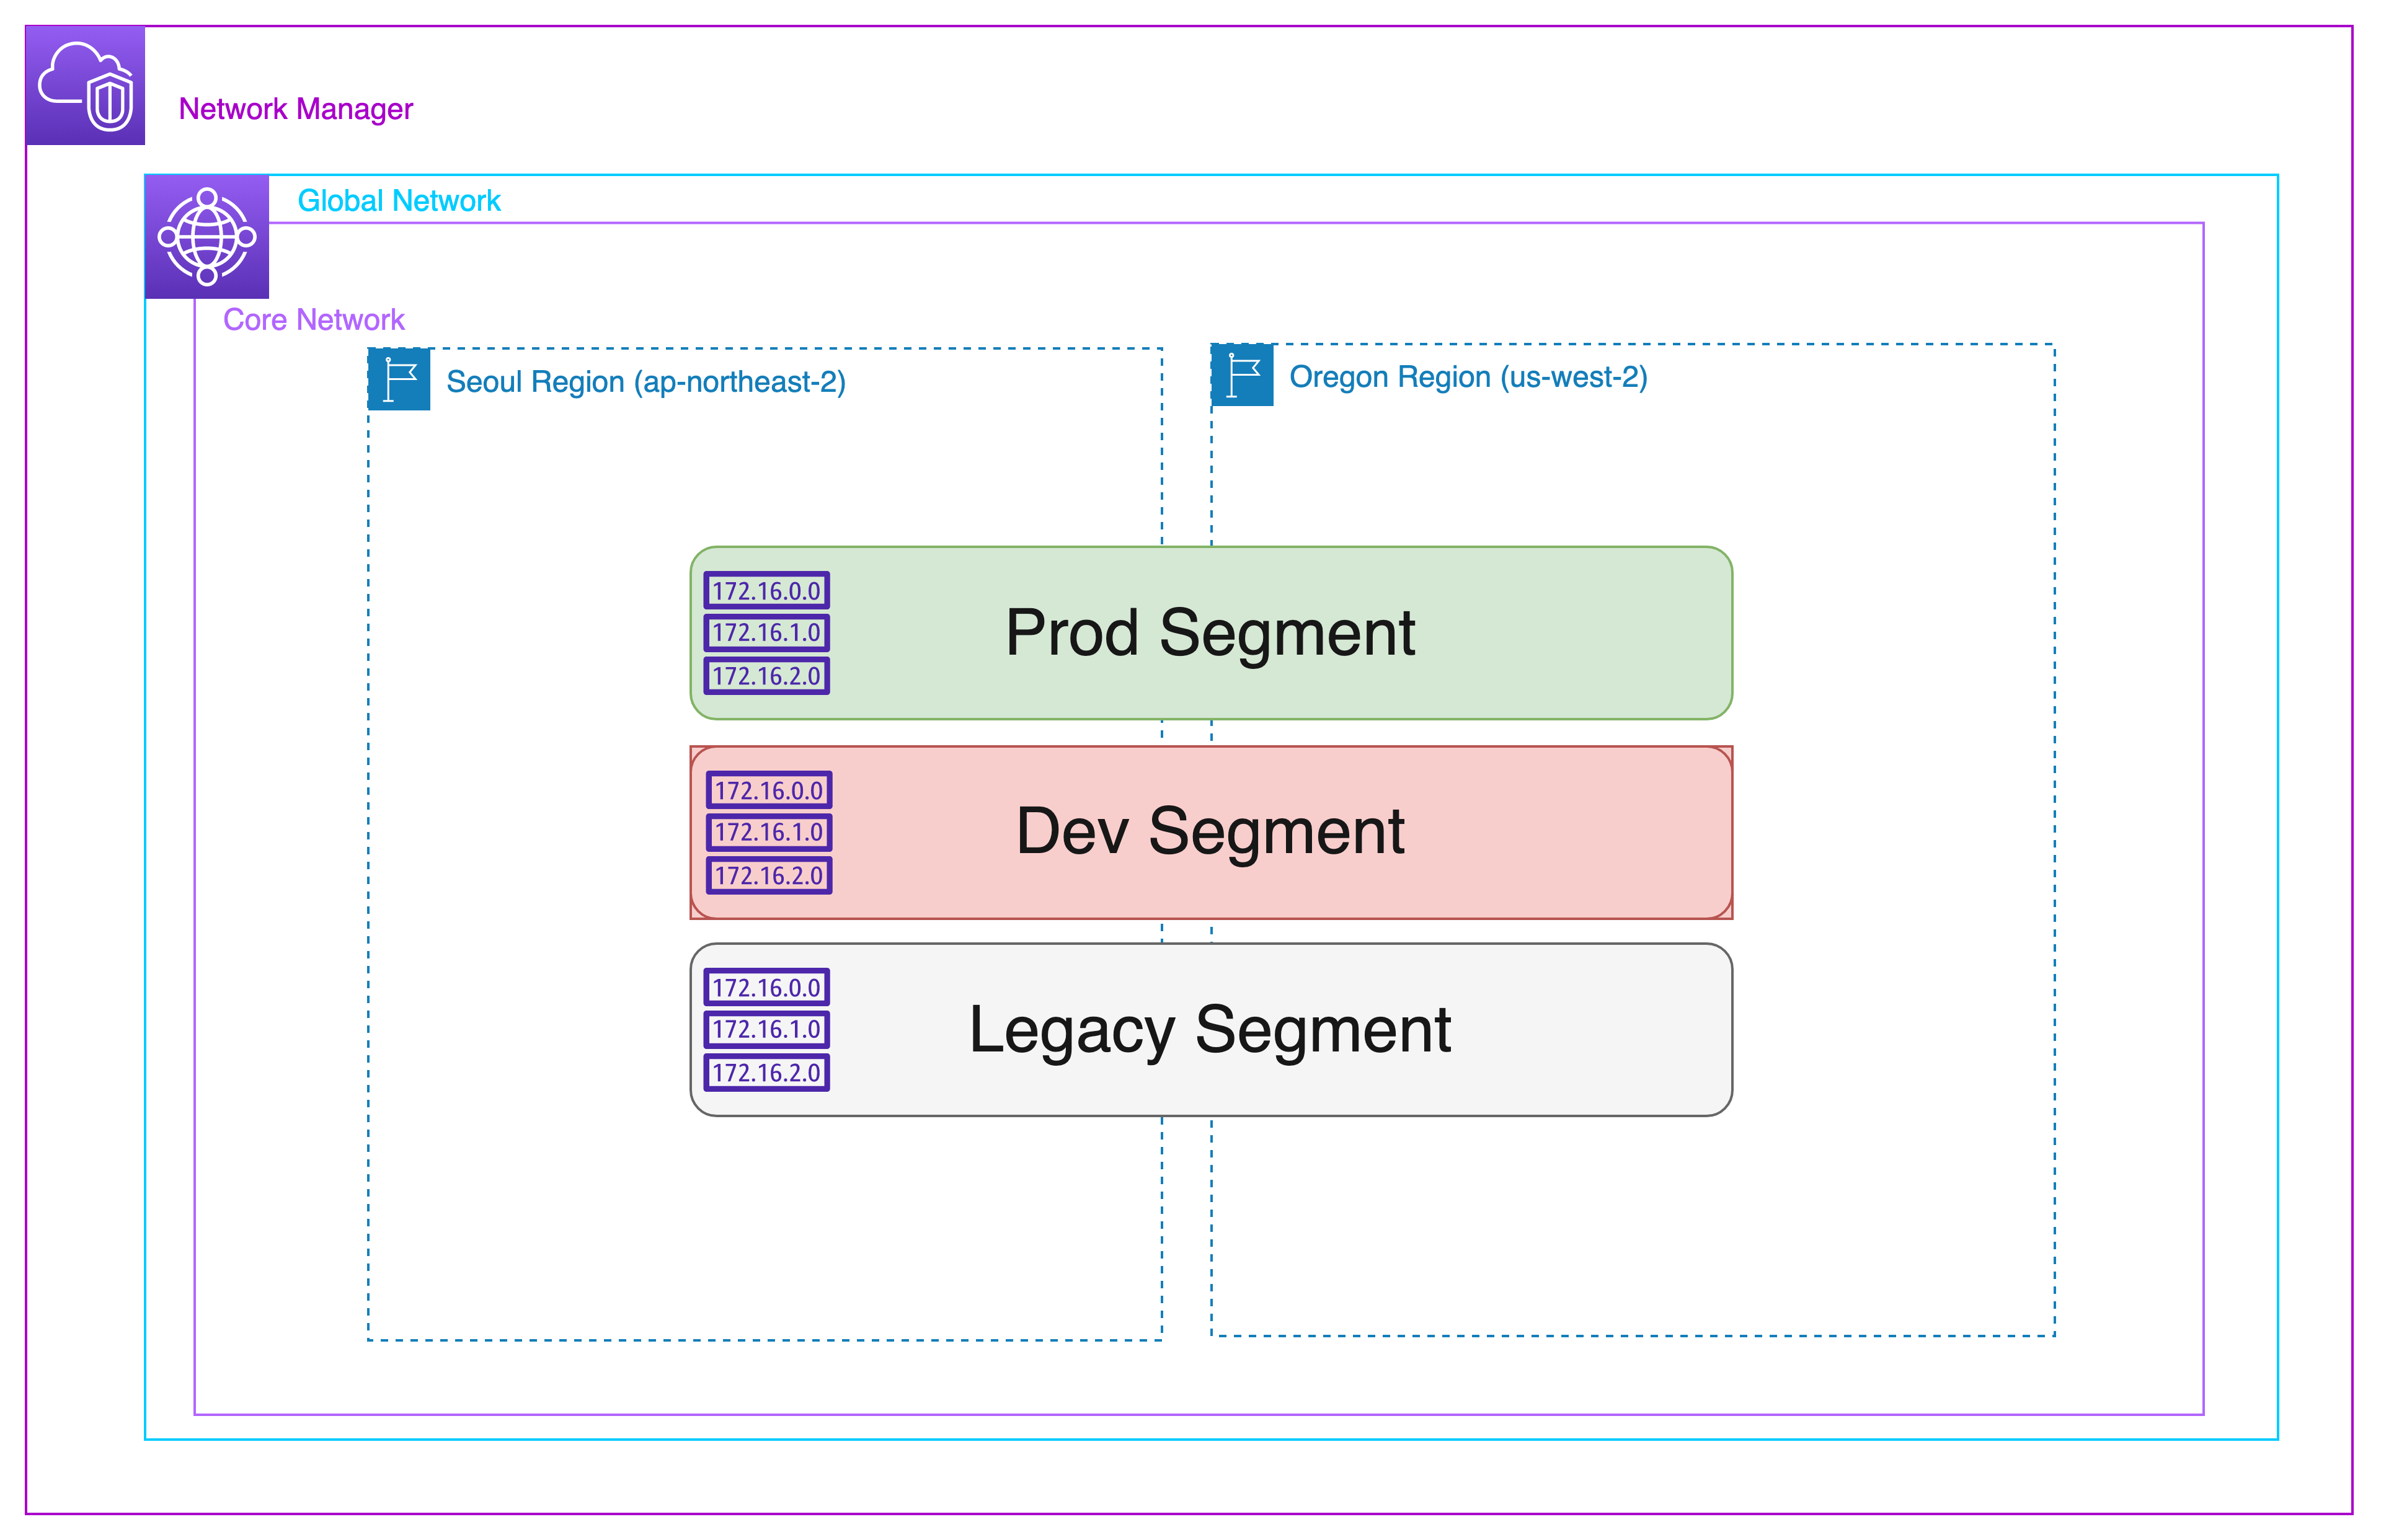 Network Manager
Global Network
Core Network
Seoul Region (ap-northeast-2)
Oregon Region (us-west-2)
172.16.0.0
172.16.1.0
172.16.2.0
Prod Segment
172.16.0.0
172.16.1.0
172.16.2.0
Dev Segment
172.16.0.0
172.16.1.0
172.16.2.0
Legacy Segment